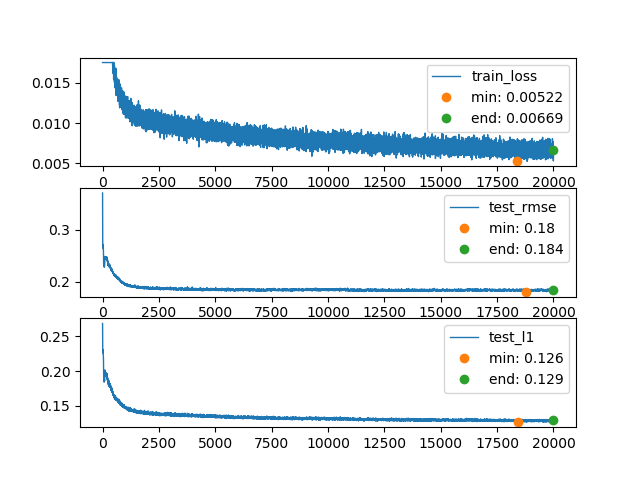 0.015
0.010
0.005
train_loss
min: 0.00522
end: 0.00669
0 2500 5000 7500 10000 12500 15000 17500 20000
0.3
0.2
test_rmse
min: 0.18
end: 0.184
0 2500 5000 7500 10000 12500 15000 17500 20000
0.25
0.20
0.15
test_l1
min: 0.126
end: 0.129
0 2500 5000 7500 10000 12500 15000 17500 20000